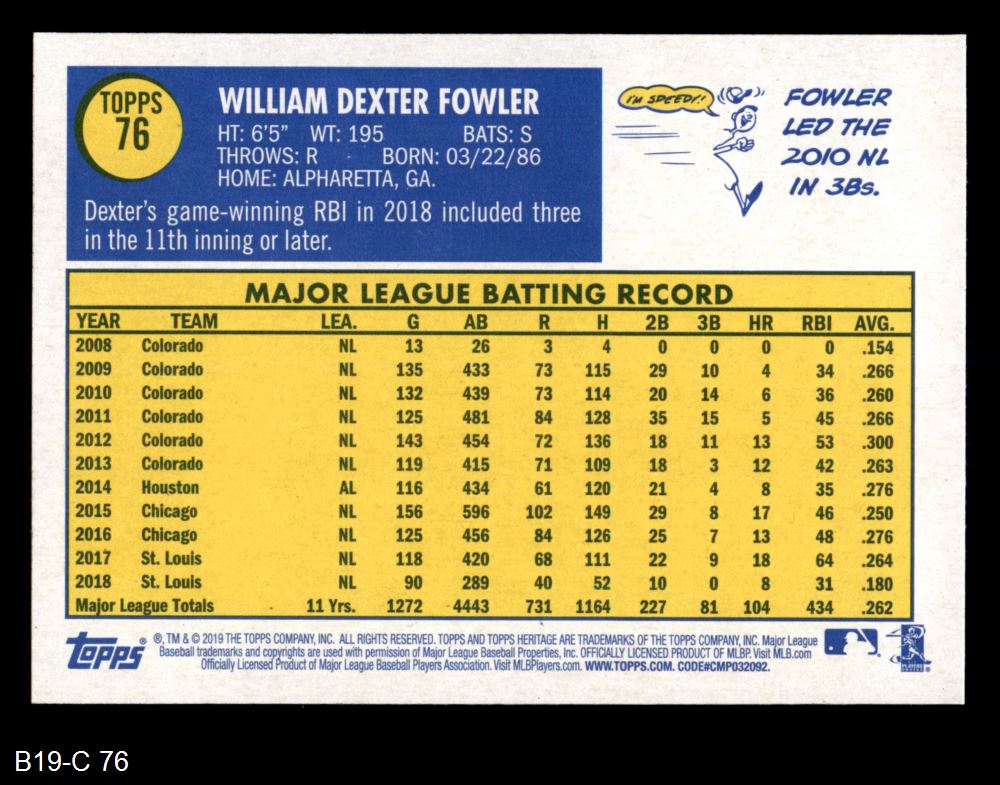 TOPPS
76
WILLIAM DEXTER FOWLER
HT: 6'5" WT: 195 BATS: S
THROWS: R - BORN: 03/22/86
HOME: ALPHARETTA, GA.
Dexter's game-winning RBI in 2018 included three
in the 11th inning or later.
I'M SPEEDY!
FOWLER
LED THE
2010 NL
IN 3Bs.
MAJOR LEAGUE BATTING RECORD
YEAR TEAM LEA. G AB R H 2B 3B HR RBI AVG.
2008 Colorado NL 13 26 3 4 0 0 0 0 .154
2009 Colorado NL 135 433 73 115 29 10 4 34 .266
2010 Colorado NL 132 439 73 114 20 14 6 36 .260
2011 Colorado NL 125 481 84 128 35 15 5 45 .266
2012 Colorado NL 143 454 72 136 18 11 13 53 .300
2013 Colorado NL 119 415 71 109 18 3 12 42 .263
2014 Houston AL 116 434 61 120 21 4 8 35 .276
2015 Chicago NL 156 596 102 149 29 8 17 46 .250
2016 Chicago NL 125 456 84 126 25 7 13 48 .276
2017 St. Louis NL 118 420 68 111 22 9 18 64 .264
2018 St. Louis NL 90 289 40 52 10 0 8 31 .180
Major League Totals 11 Yrs. 1272 4443 731 1164 227 81 104 434 .262
Topps ®
®, TM & © 2019 THE TOPPS COMPANY, INC. ALL RIGHTS RESERVED. TOPPS AND TOPPS HERITAGE ARE TRADEMARKS OF THE TOPPS COMPANY, INC. Major League
Baseball trademarks and copyrights are used with permission of Major League Baseball Properties, Inc. OFFICIALLY LICENSED PRODUCT OF MLBP. Visit MLB.com
Officially Licensed Product of Major League Baseball Players Association. Visit MLBPlayers.com. WWW.TOPPS.COM. CODE#CMP032092.
B19-C 76